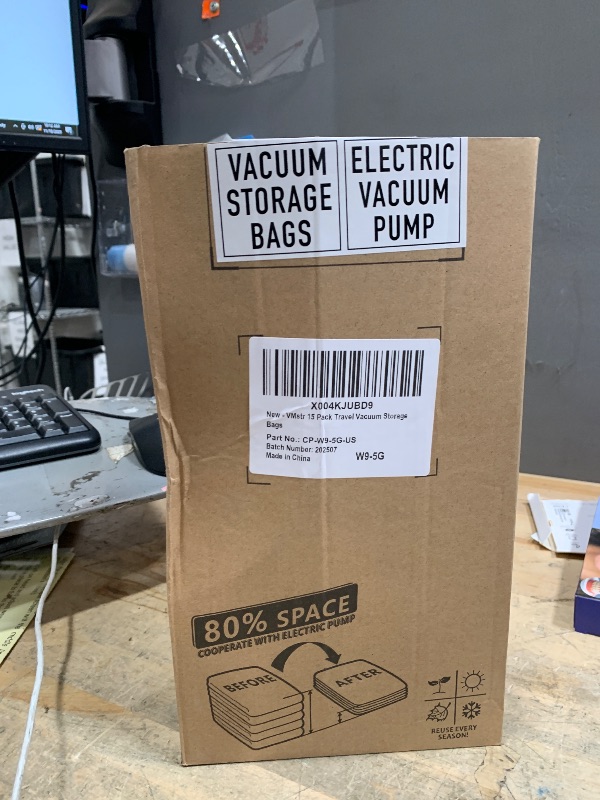 VACUUM
STORAGE
BAGS
ELECTRIC
VACUUM
PUMP
X004KJUBD9
New - VMstr 15 Pack Travel Vacuum Storage
Bags
Part No.: CP-W9-5G-US
Batch Number: 202507
Made in China
W9-5G
80% SPACE
COOPERATE WITH ELECTRIC PUMP
BEFORE
AFTER
REUSE EVERY
SEASON!